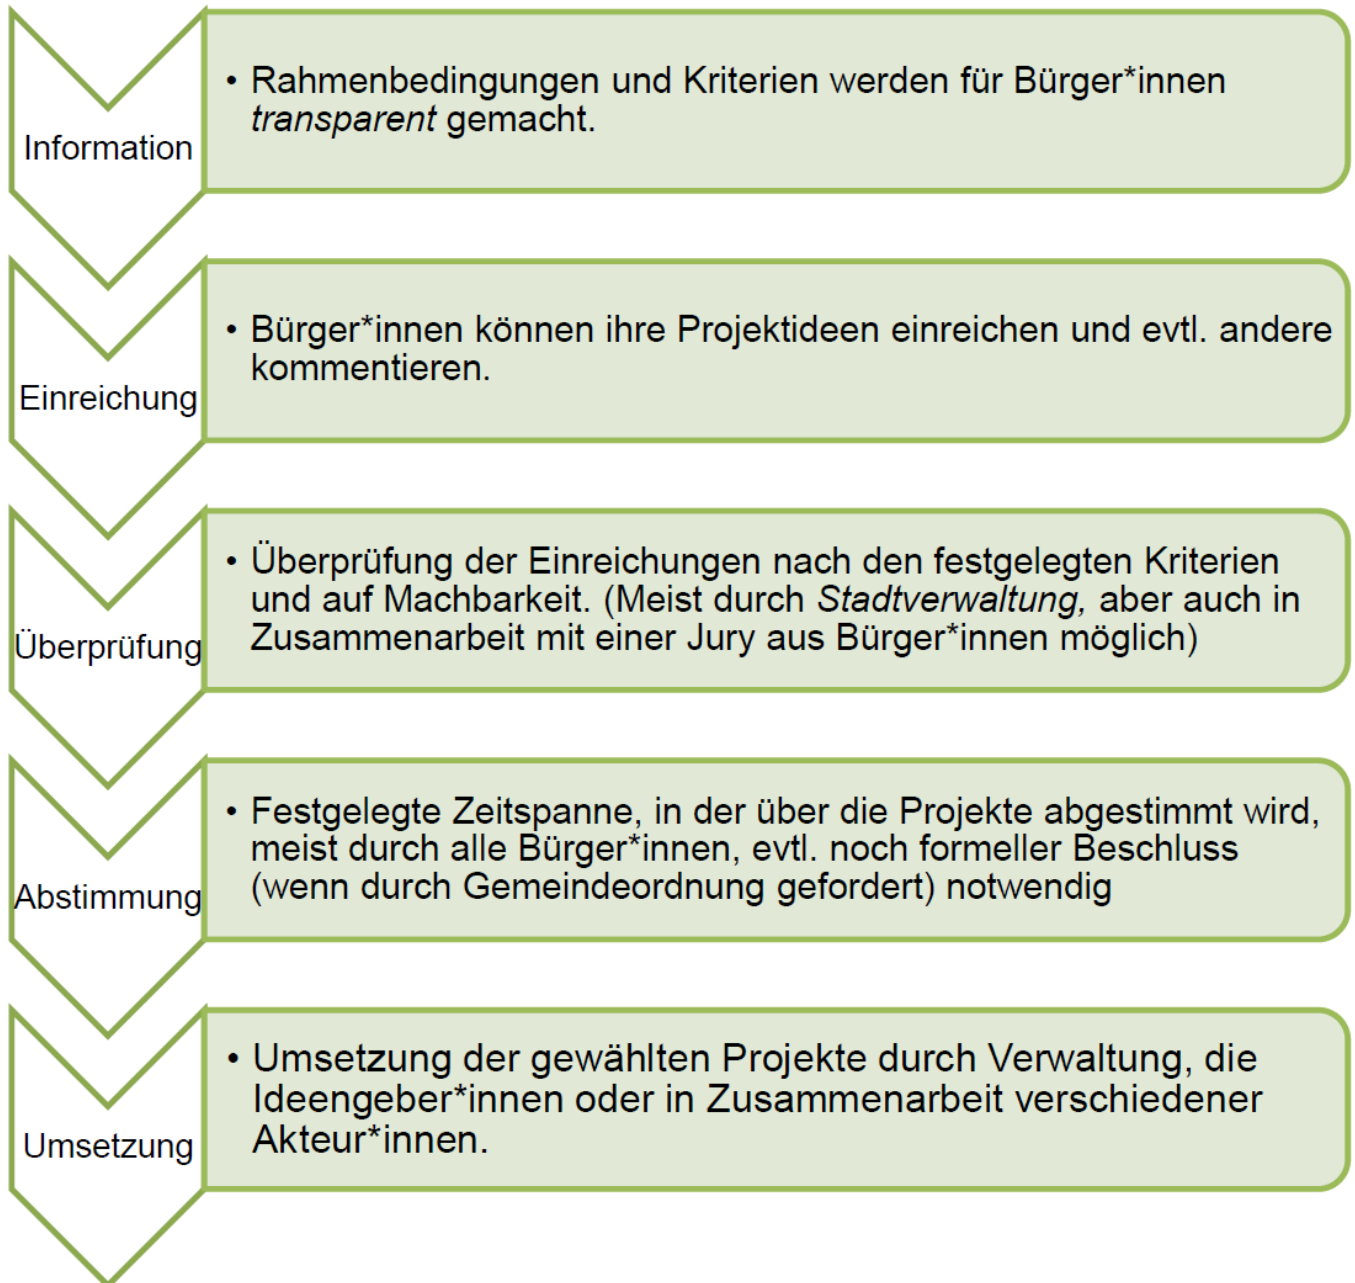 Information
• Rahmenbedingungen und Kriterien werden für Bürger*innen
transparent gemacht.
Einreichung
• Bürger*innen können ihre Projektideen einreichen und evtl. andere
kommentieren.
Überprüfung
• Überprüfung der Einreichungen nach den festgelegten Kriterien
und auf Machbarkeit. (Meist durch Stadtverwaltung, aber auch in
Zusammenarbeit mit einer Jury aus Bürger*innen möglich)
Abstimmung
• Festgelegte Zeitspanne, in der über die Projekte abgestimmt wird,
meist durch alle Bürger*innen, evtl. noch formeller Beschluss
(wenn durch Gemeindeordnung gefordert) notwendig
Umsetzung
• Umsetzung der gewählten Projekte durch Verwaltung, die
Ideengeber*innen oder in Zusammenarbeit verschiedener
Akteur*innen.